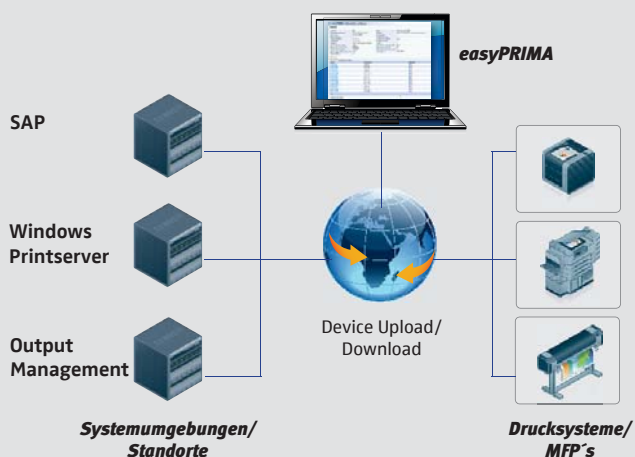 easyPRIMA
SAP
Windows
Printserver
Output
Management
Device Upload/
Download
Systemumgebungen/
Standorte
Drucksysteme/
MFP´s